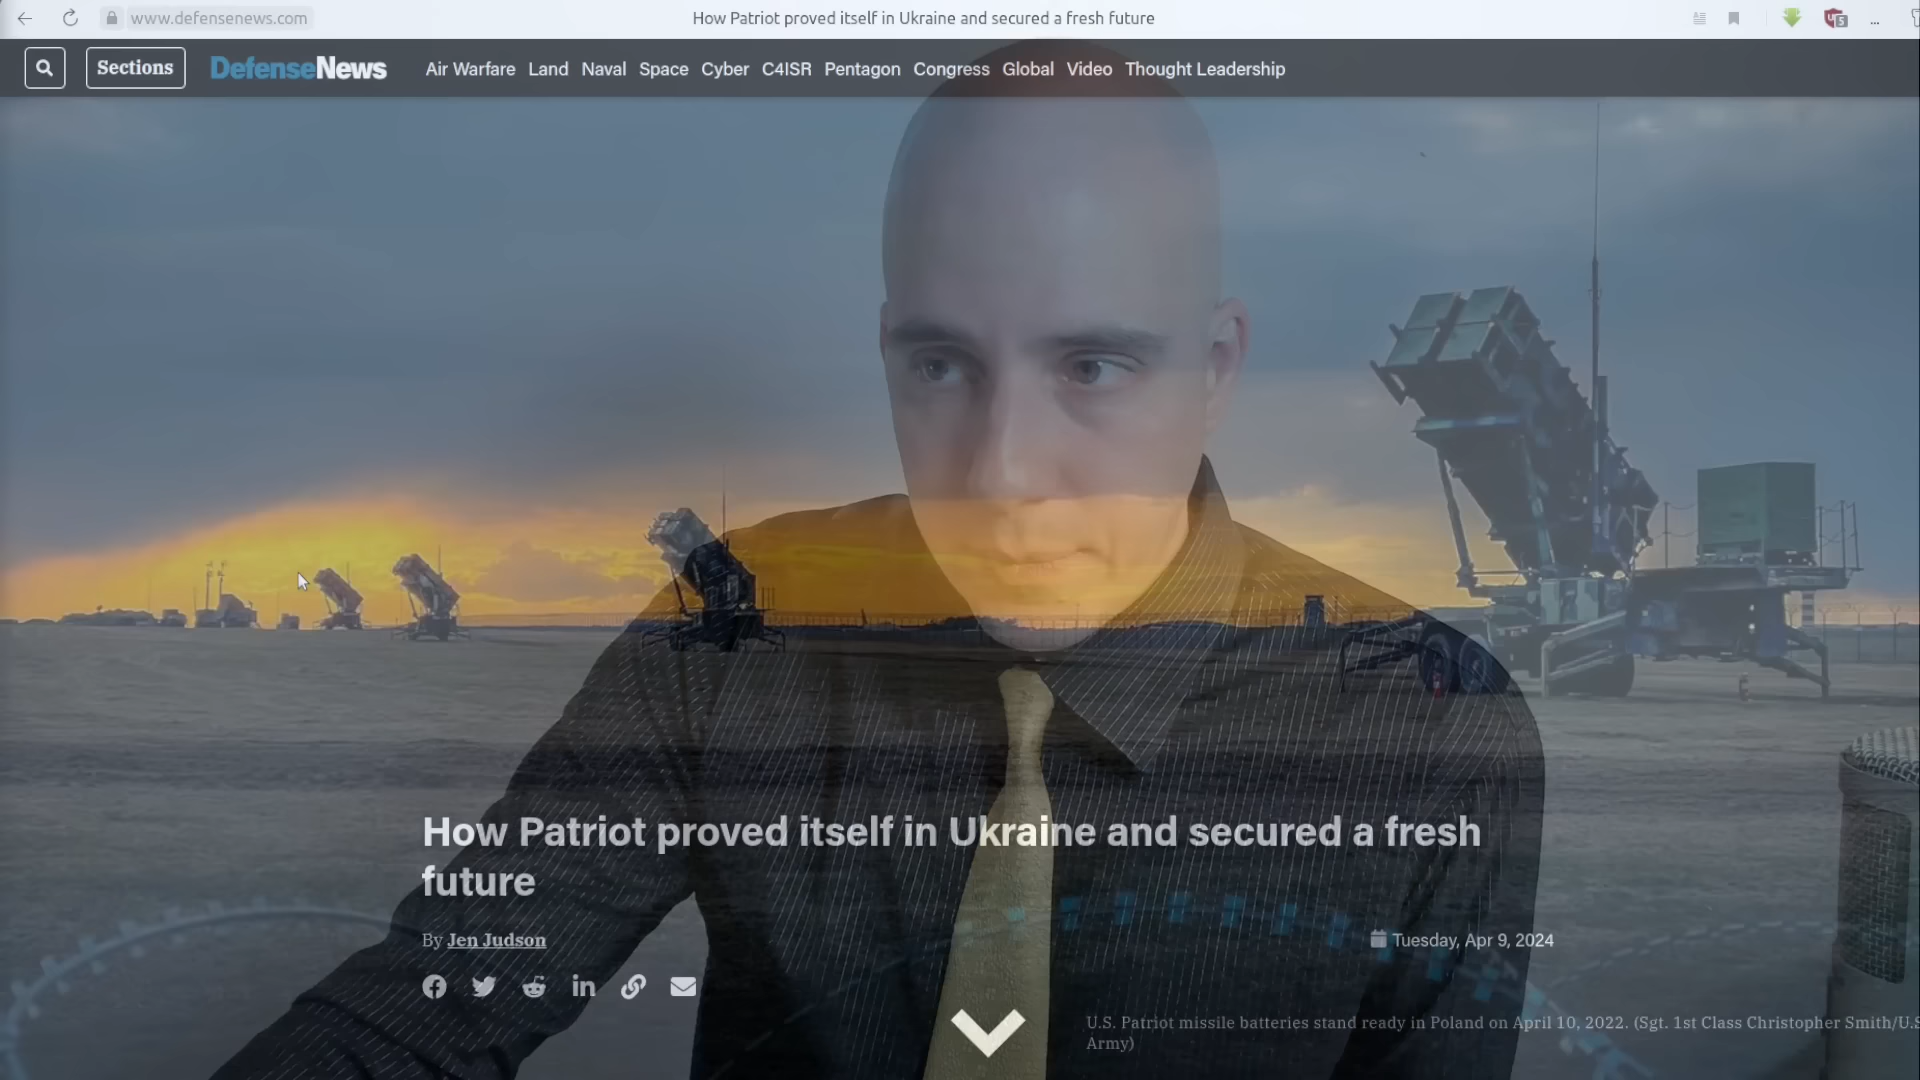 www.defensenews.com
How Patriot proved itself in Ukraine and secured a fresh future
5
...
Sections
DefenseNews
Air Warfare Land Naval Space Cyber C4ISR Pentagon Congress Global Video Thought Leadership
How Patriot proved itself in Ukraine and secured a fresh
future
By Jen Judson
Tuesday, Apr 9, 2024
in
U.S. Patriot missile batteries stand ready in Poland on April 10, 2022. (Sgt. 1st Class Christopher Smith/U.S
Army)